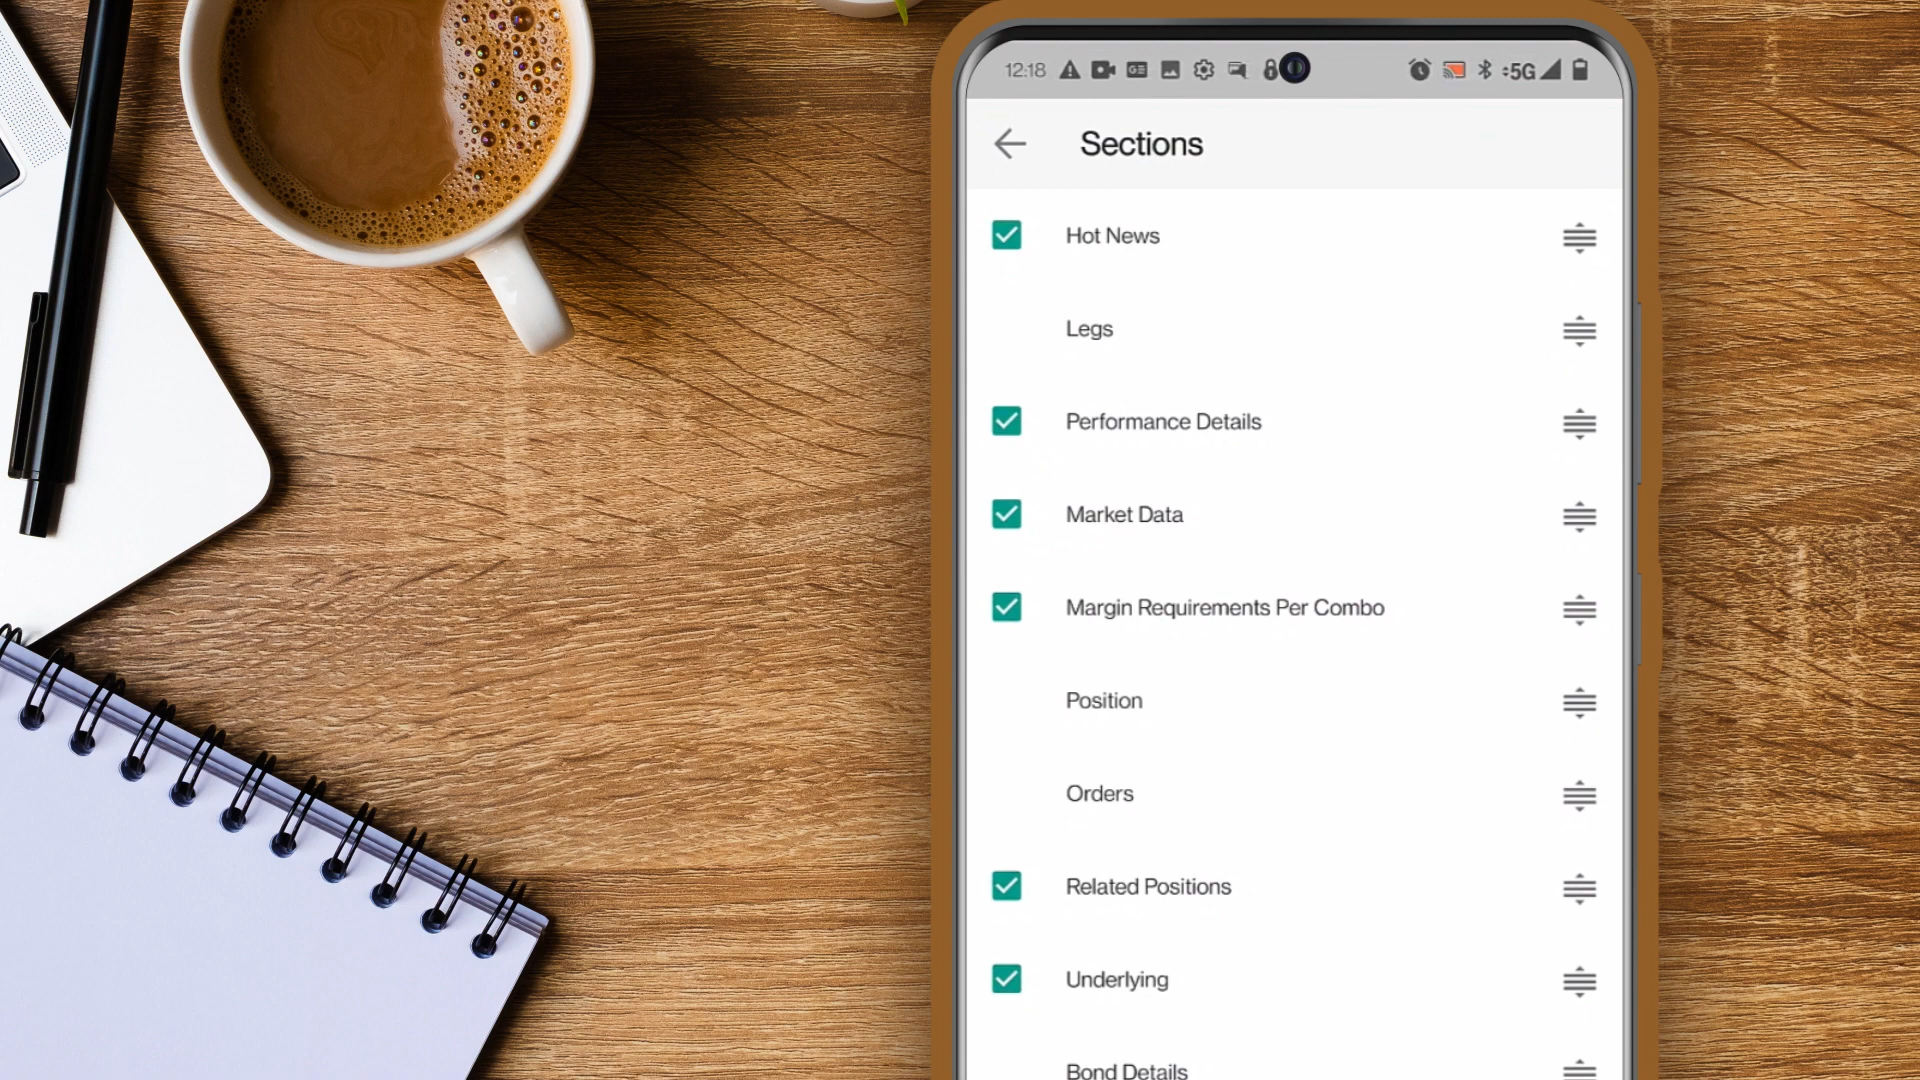 12:18
5G
Sections
Hot News
Legs
Performance Details
Market Data
Margin Requirements Per Combo
Position
Orders
Related Positions
Underlying
Bond Details